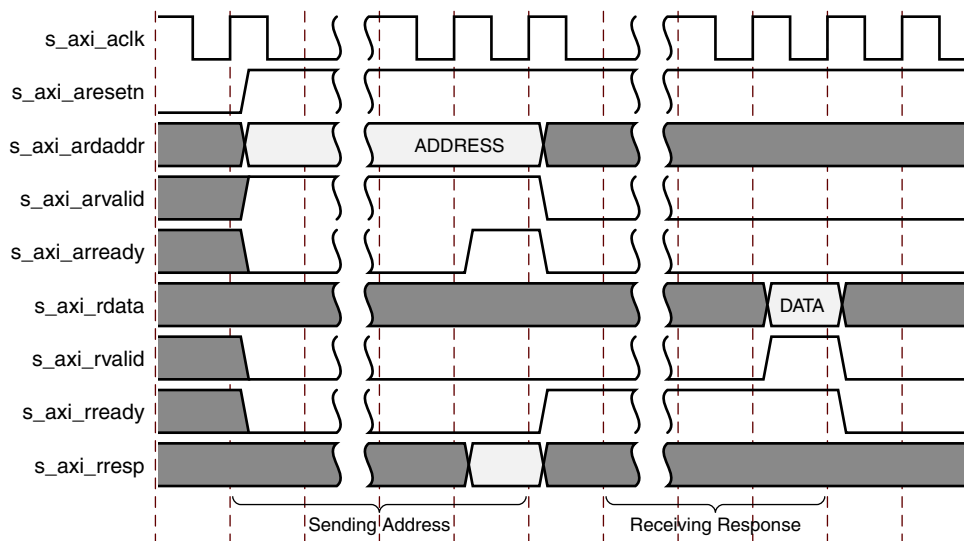 s_axi_aclk
s_axi_aresetn
s_axi_ardaddr
ADDRESS
s_axi_arvalid
s_axi_arready
s_axi_rdata
DATA
s_axi_rvalid
s_axi_rready
s_axi_rresp
Sending Address
Receiving Response